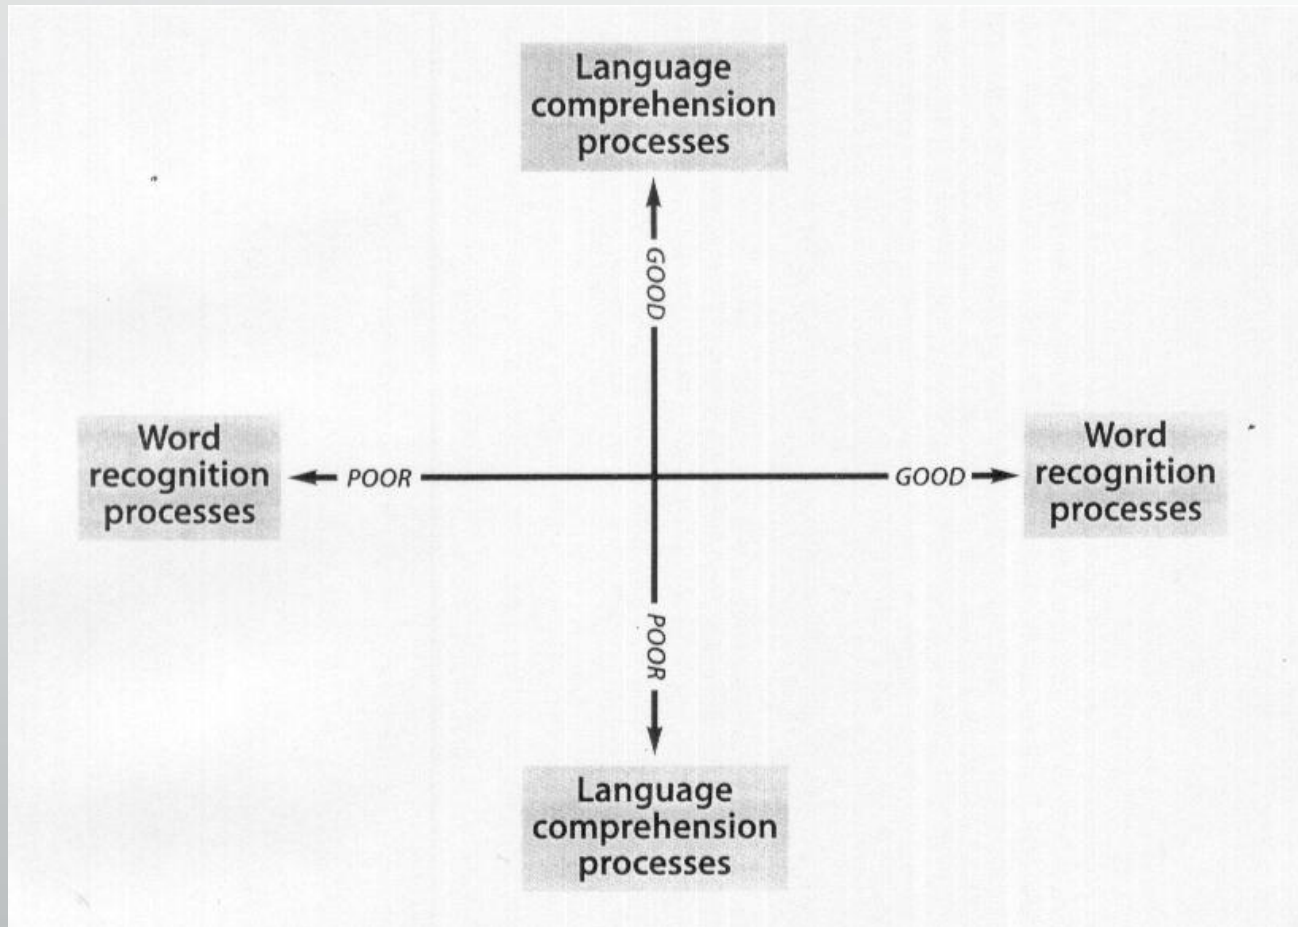 Language
comprehension
processes
GOOD
Word
recognition
processes
POOR
GOOD
Word
recognition
processes
POOR
Language
comprehension
processes